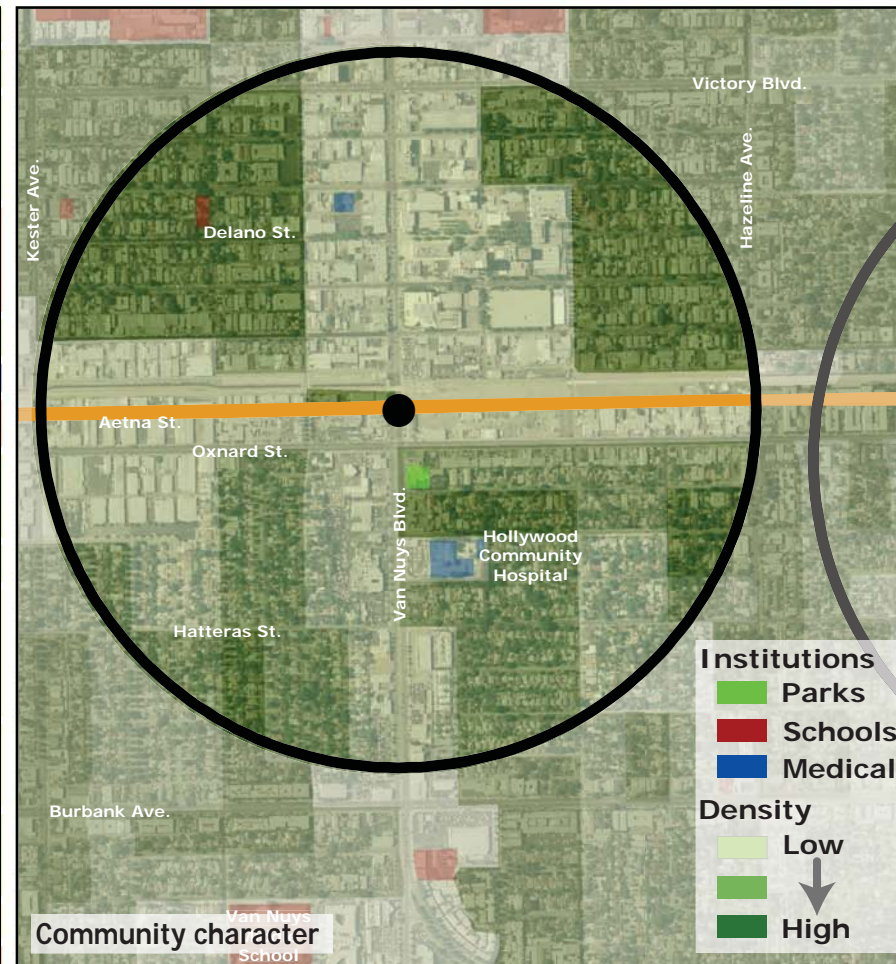 Victory Blvd.
Kester Ave.
Hazeline Ave.
Delano St.
Aetna St.
Oxnard St.
Van Nuys Blvd.
Hollywood
Community
Hospital
Hatteras St.
Institutions
Parks
Schools
Medical
Burbank Ave.
Density
Low
High
Van Nuys
School
Community character